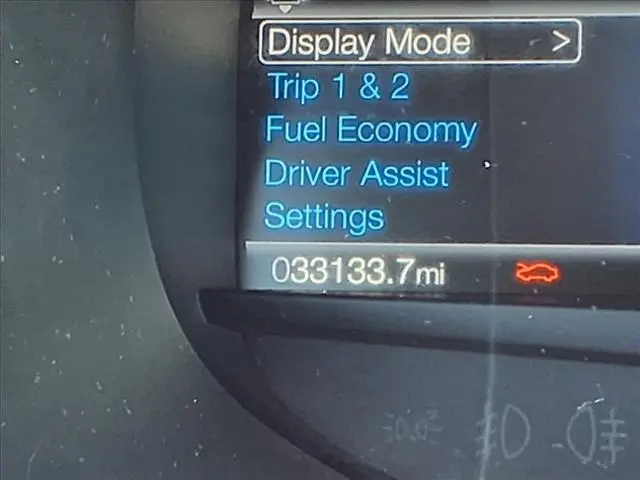 Display Mode >
Trip 1 & 2
Fuel Economy
Driver Assist
Settings
033133.7mi